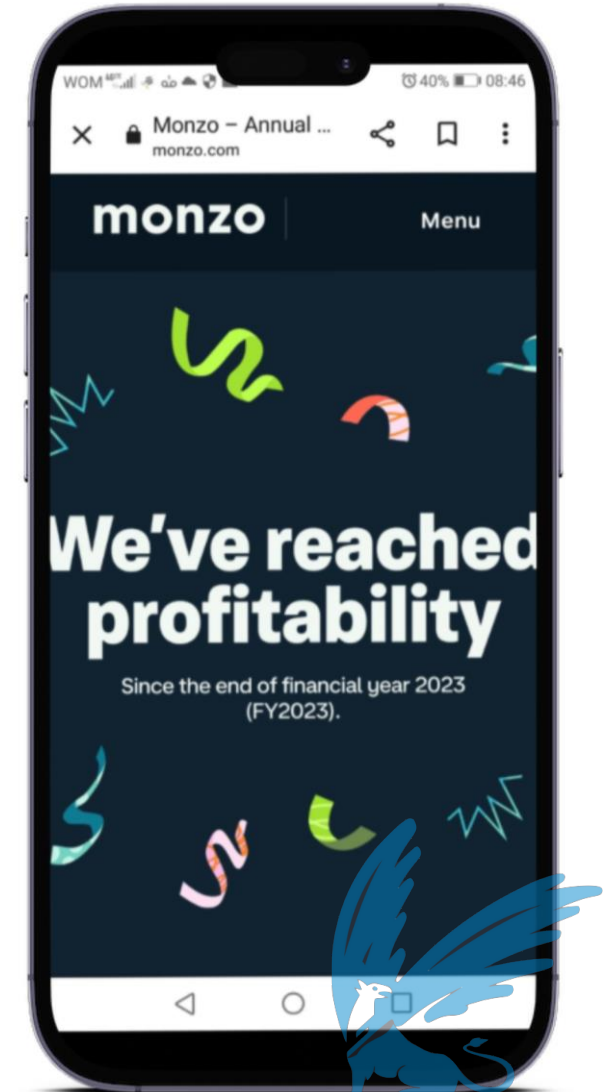 WOM
40% 08:46
Monzo – Annual ...
monzo.com
monzo
Menu
We've reached
profitability
Since the end of financial year 2023
(FY2023).